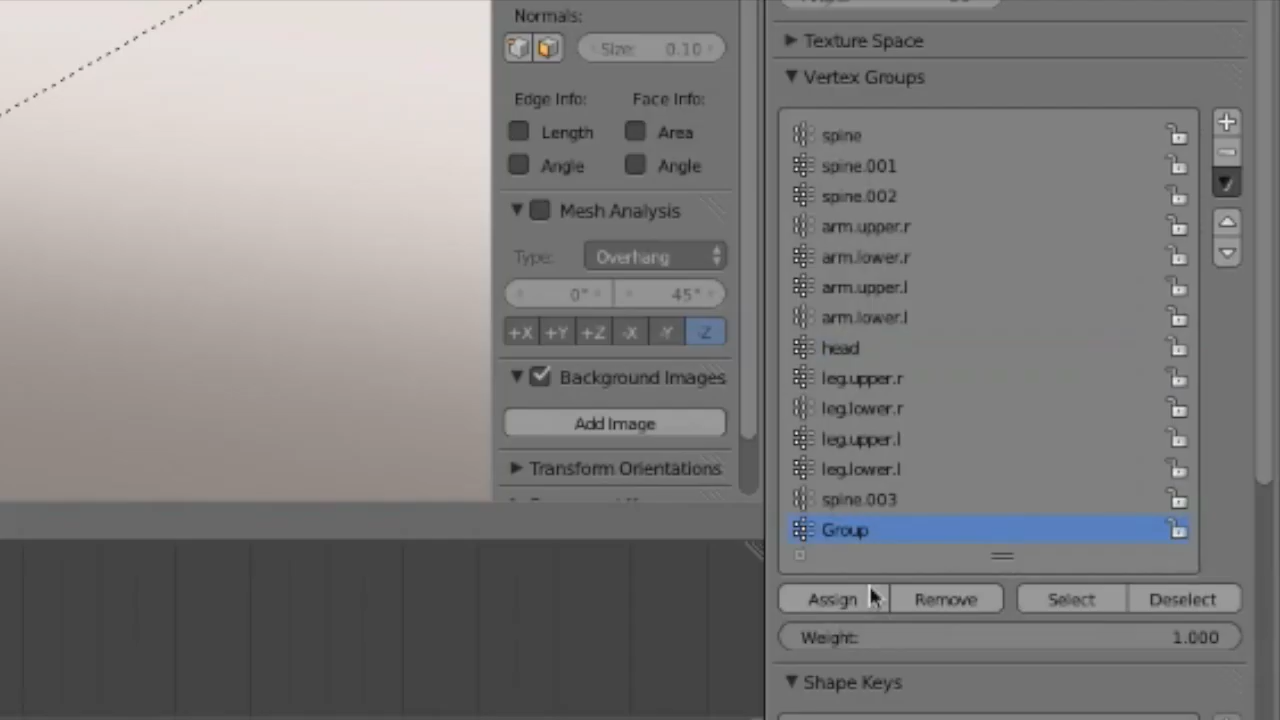 Normals:
Size: 0.10
Edge Info: Face Info:
Length Area
Angle Angle
Mesh Analysis
Type: Overhang
0° 45°
+X +Y +Z -X -Y -Z
Background Images
Add Image
Transform Orientations
Texture Space
Vertex Groups
spine
spine.001
spine.002
arm.upper.r
arm.lower.r
arm.upper.l
arm.lower.l
head
leg.upper.r
leg.lower.r
leg.upper.l
leg.lower.l
spine.003
Group
Assign Remove Select Deselect
Weight: 1.000
Shape Keys